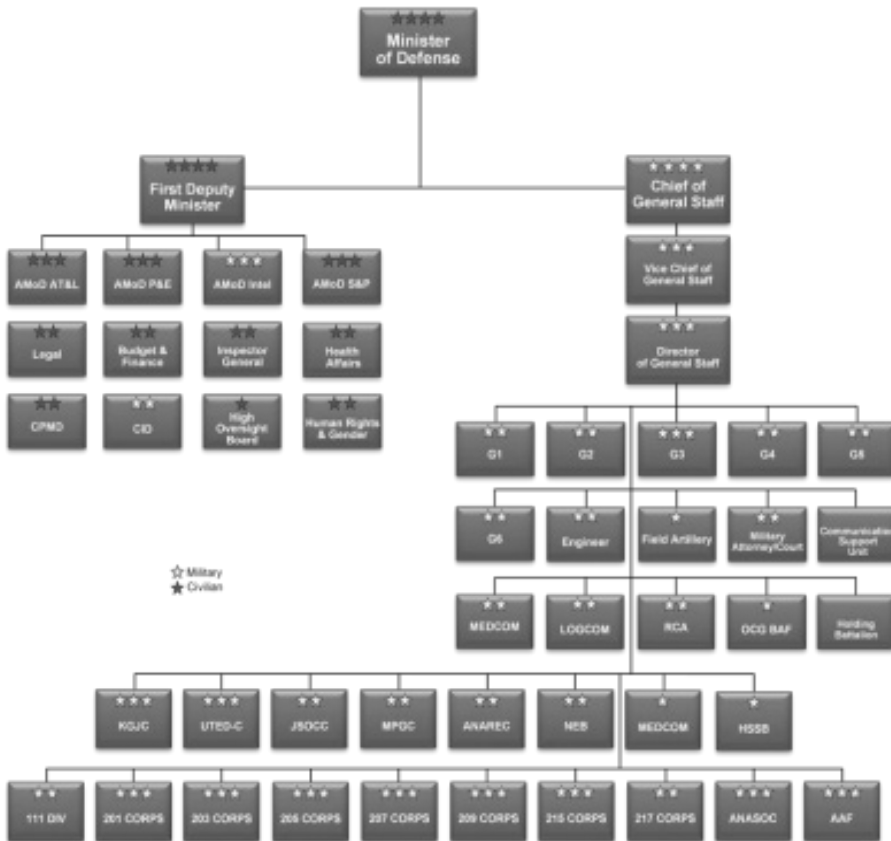 Minister
of Defense
First Deputy
Minister
Chief of
General Staff
AMoD AT&L
AMoD P&E
AMoD Intel
AMoD S&P
Vice Chief of
General Staff
Legal
Budget &
Finance
Inspector
General
Health
Affairs
Director
of General Staff
CPMD
CID
High
Oversight
Board
Human Rights
& Gender
G1
G2
G3
G4
G5
G6
Engineer
Field Artillery
Military
Attorney/Court
Communication
Support
Unit
Military
Civilian
MEDCOM
LOGCOM
RCA
OCG BAF
Holding
Battalion
KGJC
UTED-C
JSOCC
MPGC
ANAREC
NEB
MEDCOM
HSSB
111 DIV
201 CORPS
203 CORPS
205 CORPS
207 CORPS
209 CORPS
215 CORPS
217 CORPS
ANASOC
AAF